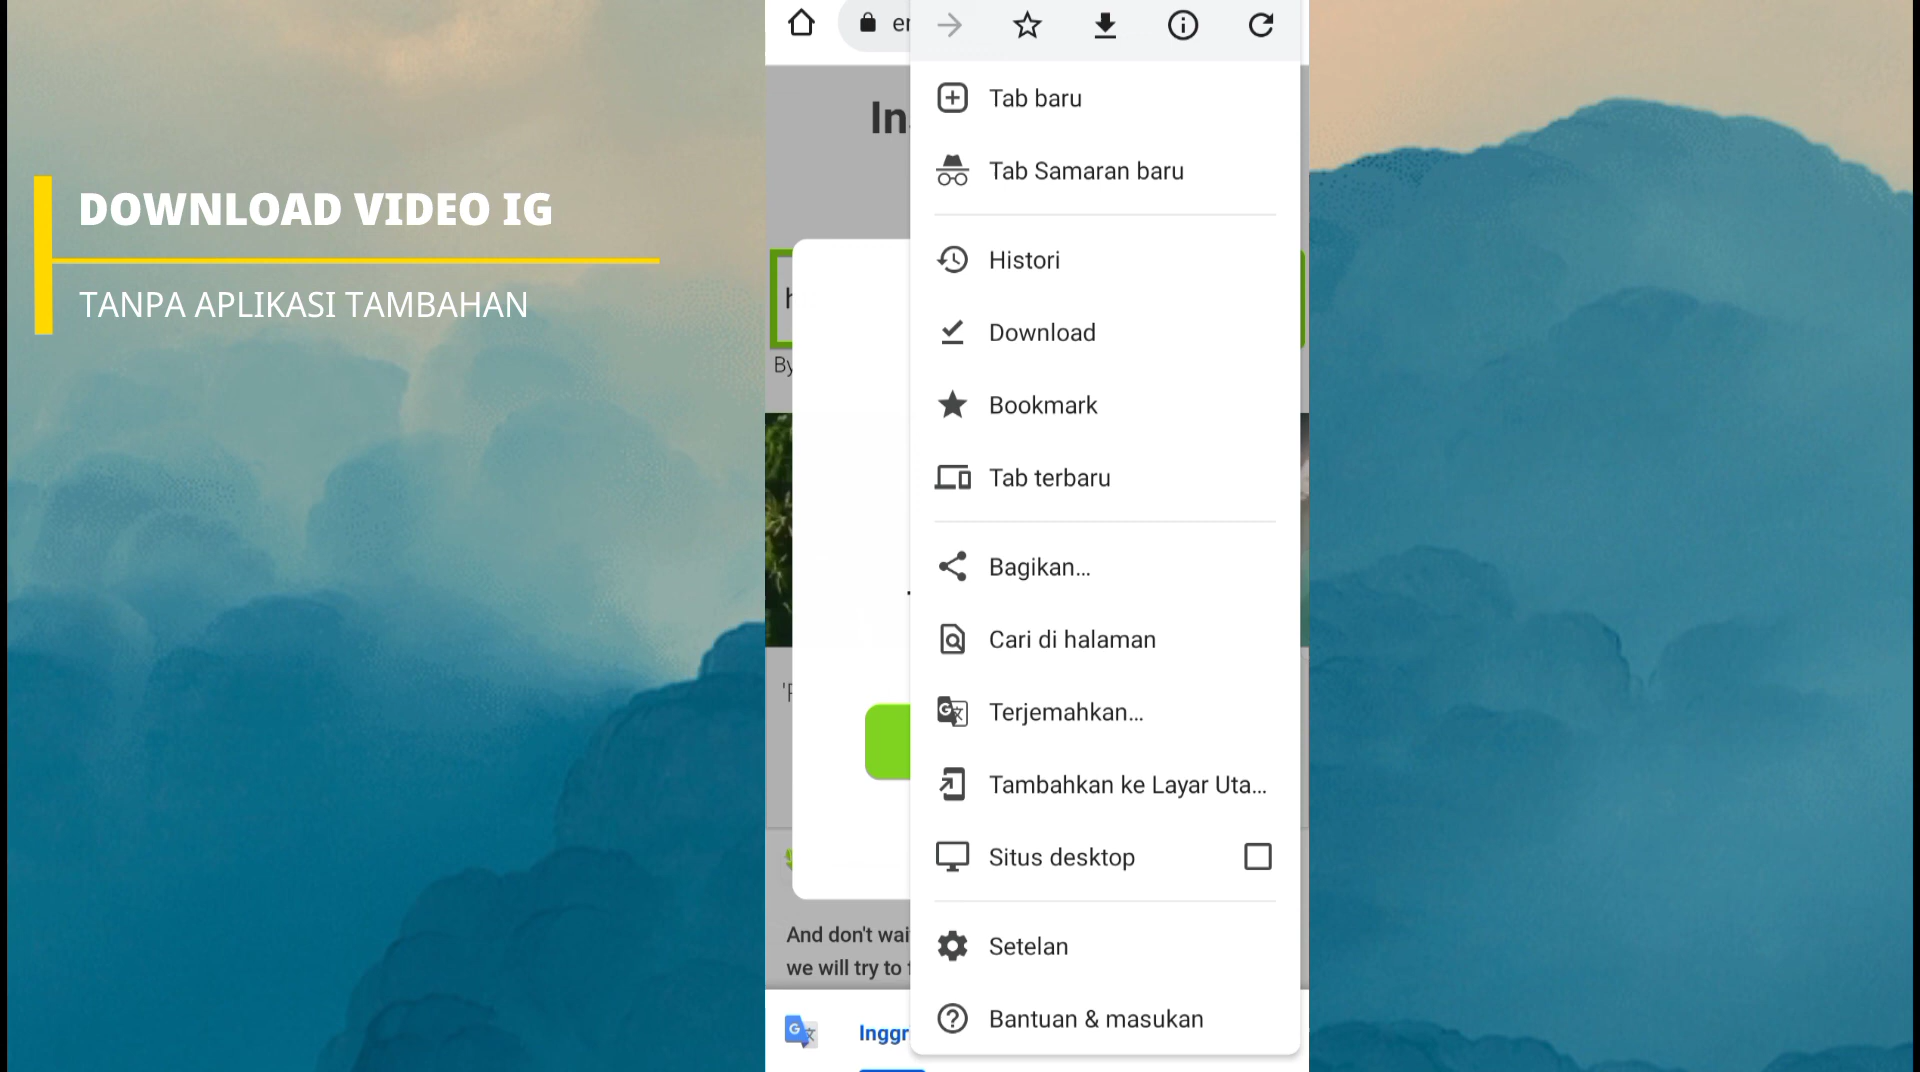 DOWNLOAD VIDEO IG
TANPA APLIKASI TAMBAHAN
Tab baru
Tab Samaran baru
Histori
Download
Bookmark
Tab terbaru
Bagikan...
Cari di halaman
Terjemahkan...
Tambahkan ke Layar Uta...
Situs desktop
Setelan
Bantuan & masukan
By
And don't wai
we will try to
Inggr